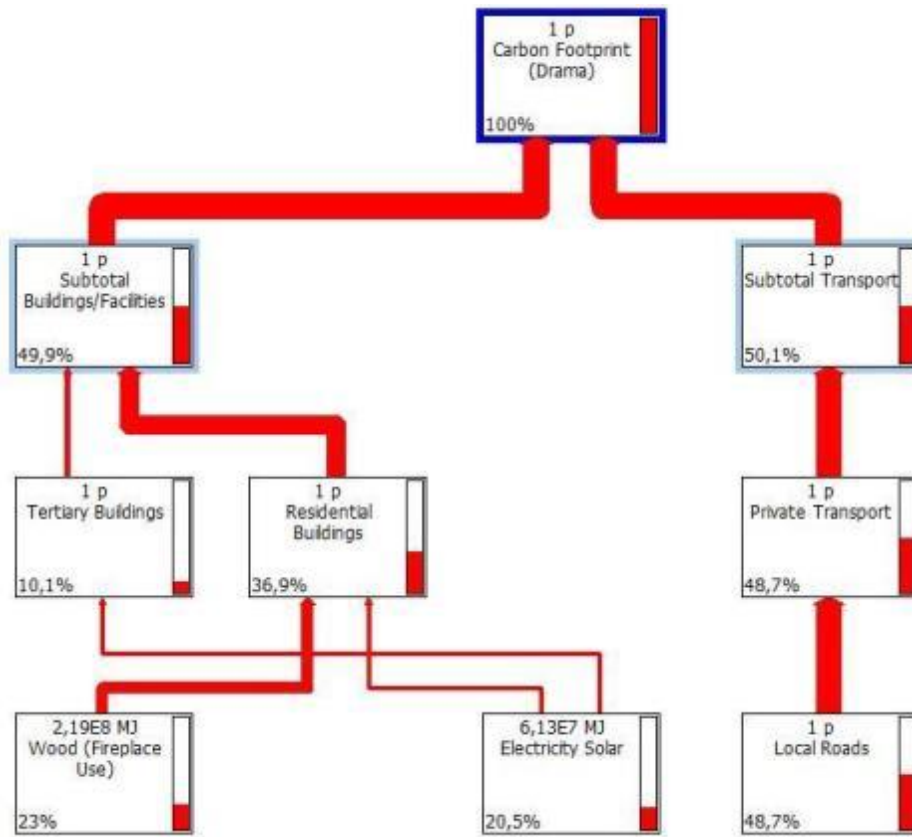 1 p
Carbon Footprint
(Drama)
100%
1 p
Subtotal
Buildings/Facilities
49,9%
1 p
Subtotal Transport
50,1%
1 p
Tertiary Buildings
10,1%
1 p
Residential
Buildings
36,9%
1 p
Private Transport
48,7%
2,19E8 MJ
Wood (Fireplace
Use)
23%
6,13E7 MJ
Electricity Solar
20,5%
1 p
Local Roads
48,7%